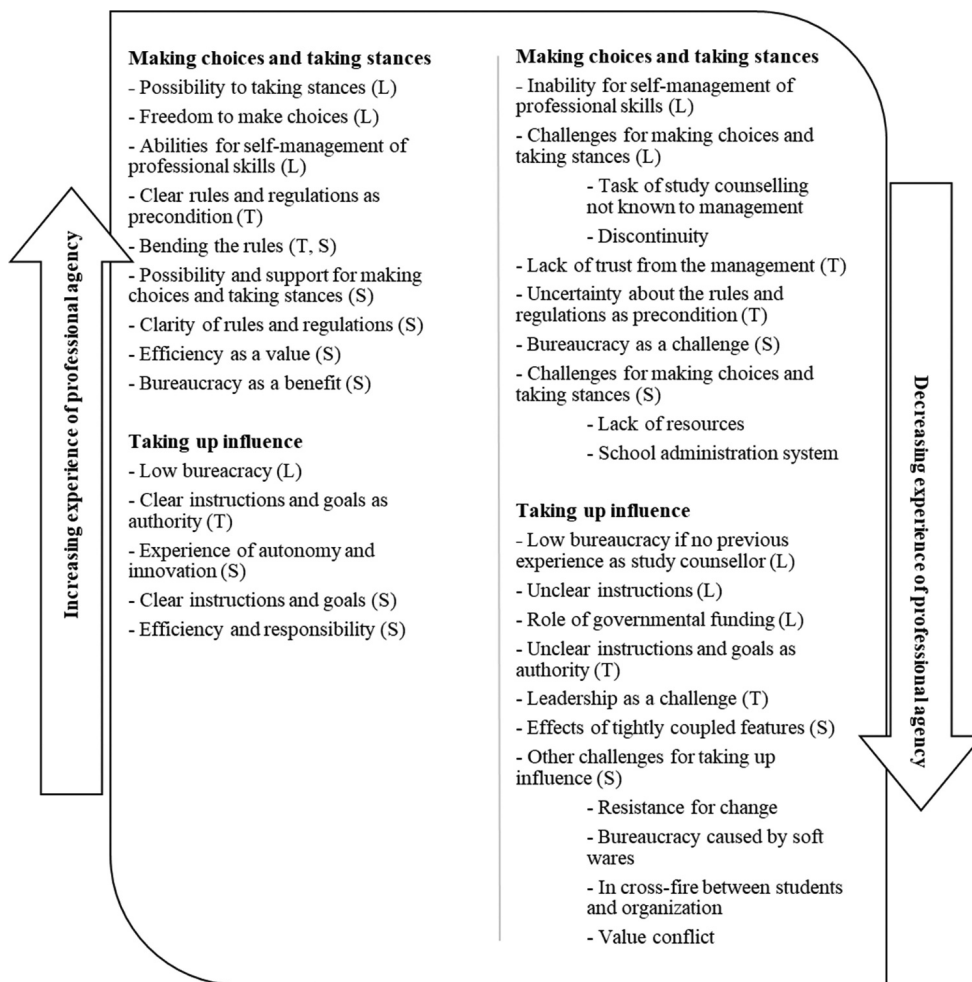 Increasing experience of professional agency
Making choices and taking stances
- Possibility to taking stances (L)
- Freedom to make choices (L)
- Abilities for self-management of
professional skills (L)
- Clear rules and regulations as
precondition (T)
- Bending the rules (T, S)
- Possibility and support for making
choices and taking stances (S)
- Clarity of rules and regulations (S)
- Efficiency as a value (S)
- Bureaucracy as a benefit (S)
Taking up influence
- Low bureacracy (L)
- Clear instructions and goals as
authority (T)
- Experience of autonomy and
innovation (S)
- Clear instructions and goals (S)
- Efficiency and responsibility (S)
Making choices and taking stances
- Inability for self-management of
professional skills (L)
- Challenges for making choices and
taking stances (L)
- Task of study counselling
not known to management
- Discontinuity
- Lack of trust from the management (T)
- Uncertainty about the rules and
regulations as precondition (T)
- Bureaucracy as a challenge (S)
- Challenges for making choices and
taking stances (S)
- Lack of resources
- School administration system
Taking up influence
- Low bureaucracy if no previous
experience as study counsellor (L)
- Unclear instructions (L)
- Role of governmental funding (L)
- Unclear instructions and goals as
authority (T)
- Leadership as a challenge (T)
- Effects of tightly coupled features (S)
- Other challenges for taking up
influence (S)
- Resistance for change
- Bureaucracy caused by soft
wares
- In cross-fire between students
and organization
- Value conflict
Decreasing experience of professional agency